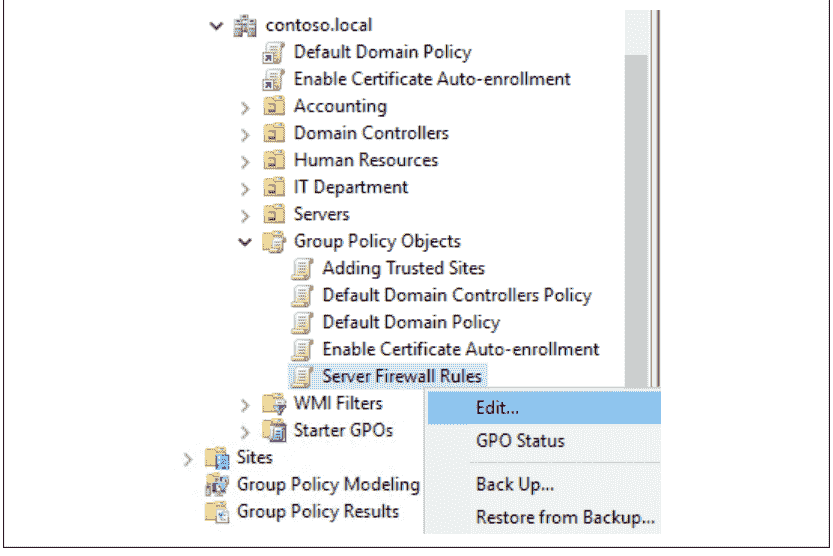 contoso.local
Default Domain Policy
Enable Certificate Auto-enrollment
Accounting
Domain Controllers
Human Resources
IT Department
Servers
Group Policy Objects
Adding Trusted Sites
Default Domain Controllers Policy
Default Domain Policy
Enable Certificate Auto-enrollment
Server Firewall Rules
WMI Filters
Starter GPOs
Sites
Group Policy Modeling
Group Policy Results
Edit...
GPO Status
Back Up...
Restore from Backup...